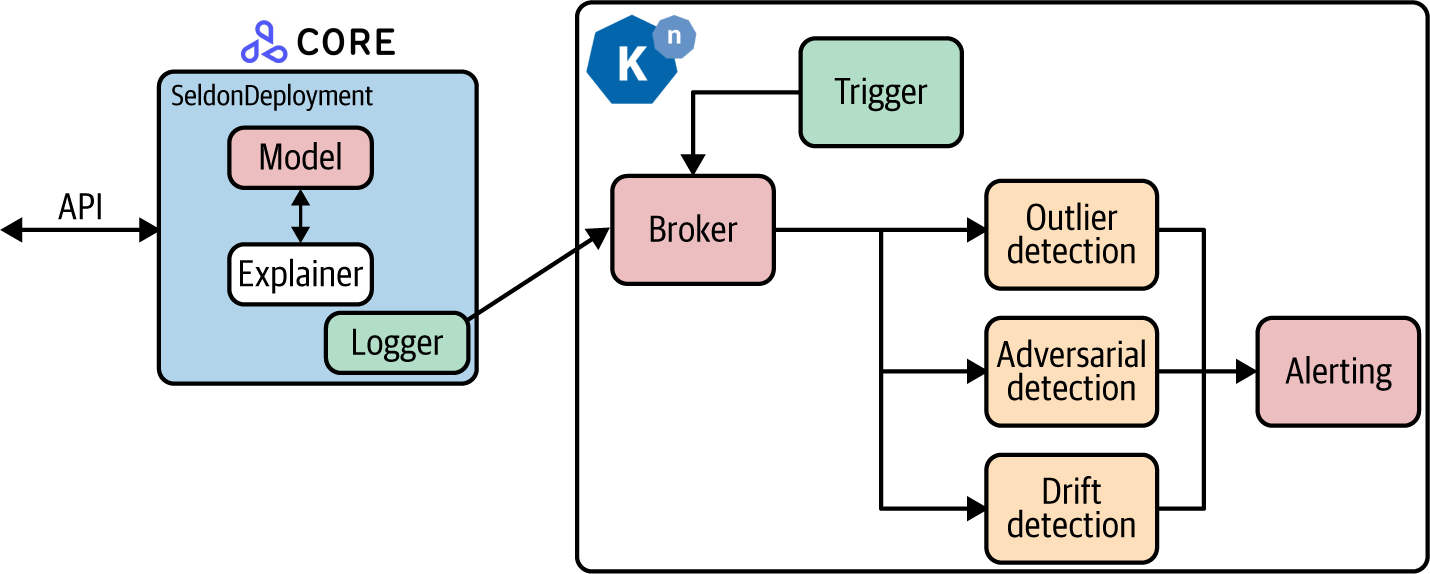 CORE
SeldonDeployment
Model
API
Explainer
Logger
K
n
Trigger
Broker
Outlier
detection
Adversarial
detection
Drift
detection
Alerting